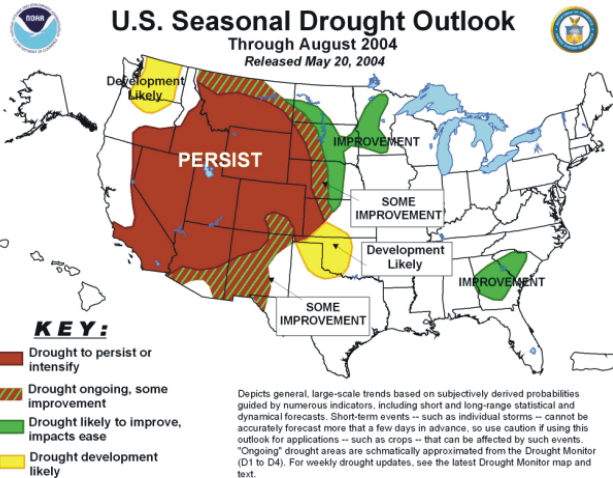 NOAA
U.S. Seasonal Drought Outlook
Through August 2004
Released May 20, 2004
Development
Likely
PERSIST
IMPROVEMENT
SOME
IMPROVEMENT
Development
Likely
IMPROVEMENT
SOME
IMPROVEMENT
KEY:
Drought to persist or
intensify
Drought ongoing, some
improvement
Drought likely to improve,
impacts ease
Drought development
likely
Depicts general, large-scale trends based on subjectively derived probabilities
guided by numerous indicators, including short and long-range statistical and
dynamical forecasts. Short-term events -- such as individual storms -- cannot be
accurately forecast more that a few days in advance, so use caution if using this
outlook for applications -- such as crops -- that can be affected by such events.
"Ongoing" drought areas are schmatically approximated from the Drought Monitor
(D1 to D4). For weekly drought updates, see the latest Drought Monitor map and
text.